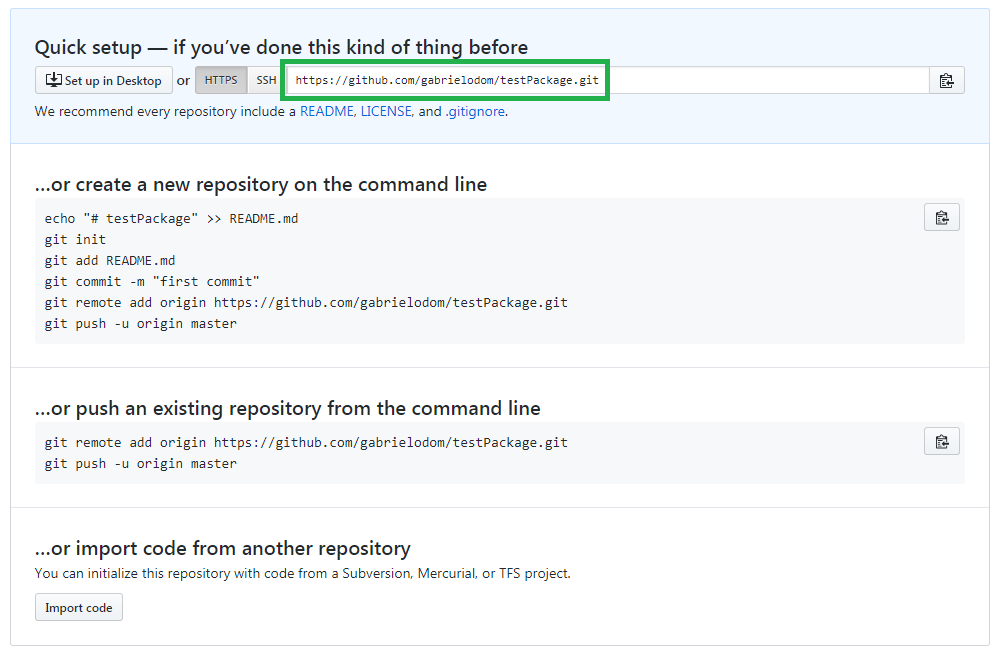 Quick setup — if you’ve done this kind of thing before
Set up in Desktop or HTTPS SSH https://github.com/gabrielodom/testPackage.git
We recommend every repository include a README, LICENSE, and .gitignore.
...or create a new repository on the command line
echo "# testPackage" >> README.md
git init
git add README.md
git commit -m "first commit"
git remote add origin https://github.com/gabrielodom/testPackage.git
git push -u origin master
...or push an existing repository from the command line
git remote add origin https://github.com/gabrielodom/testPackage.git
git push -u origin master
...or import code from another repository
You can initialize this repository with code from a Subversion, Mercurial, or TFS project.
Import code